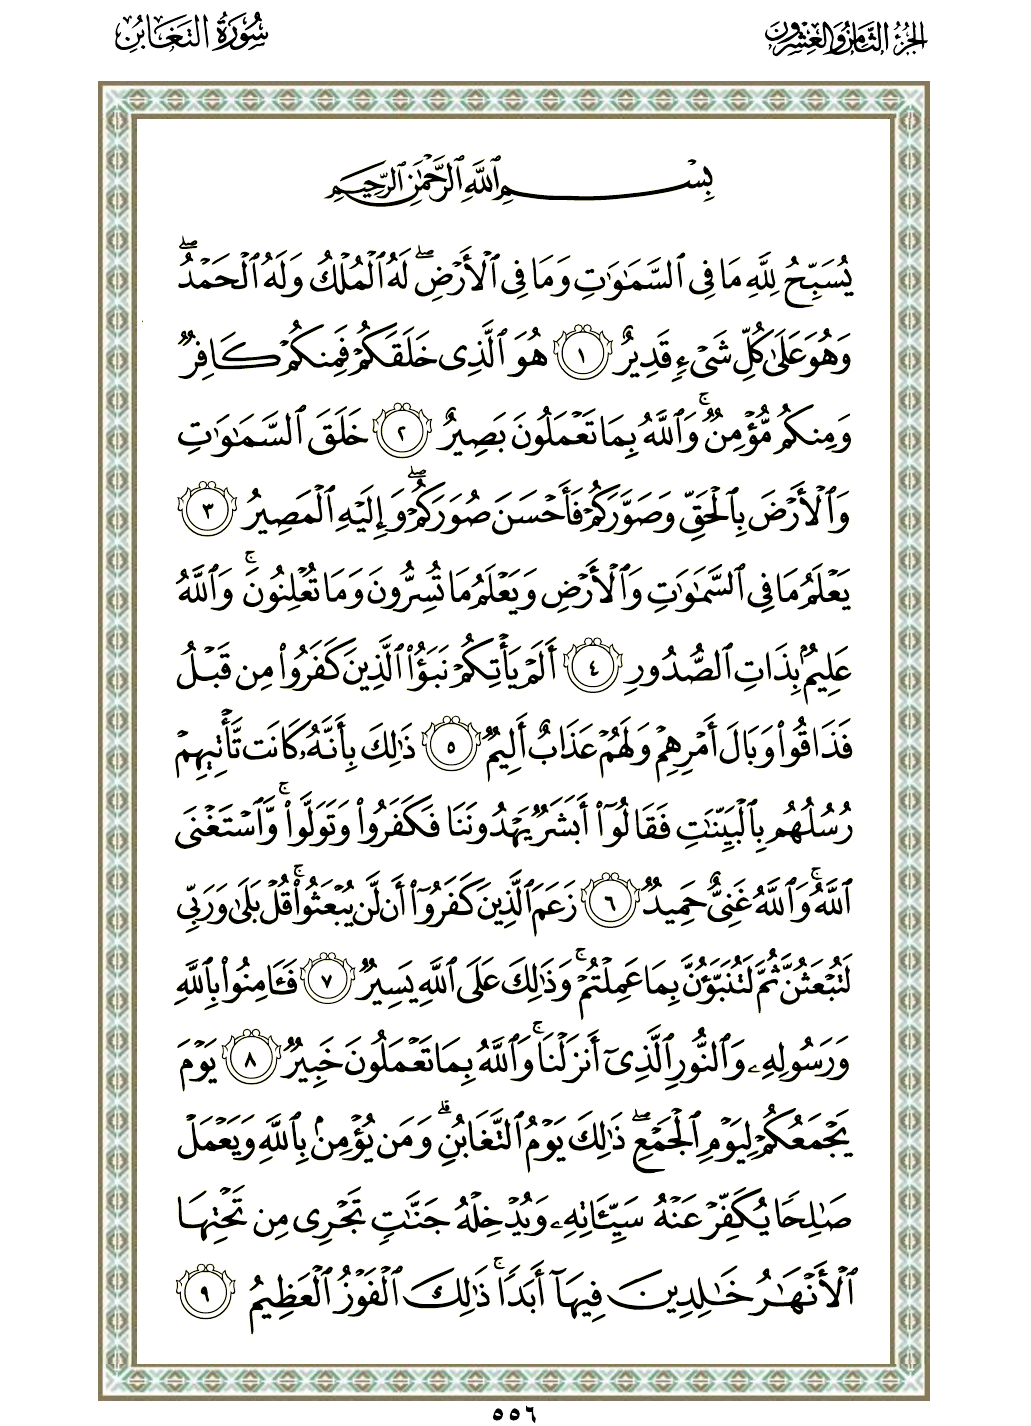 الجزء الثامن والعشرون
سورة التغابن
بِسْمِ ٱللَّهِ ٱلرَّحْمَٰنِ ٱلرَّحِيمِ
يُسَبِّحُ لِلَّهِ مَا فِى ٱلسَّمَٰوَٰتِ وَمَا فِى ٱلْأَرْضِ ۖ لَهُ ٱلْمُلْكُ وَلَهُ ٱلْحَمْدُ ۖ
وَهُوَ عَلَىٰ كُلِّ شَىْءٍ قَدِيرٌ ١ هُوَ ٱلَّذِى خَلَقَكُمْ فَمِنكُمْ كَافِرٌ
وَمِنكُم مُّؤْمِنٌ ۚ وَٱللَّهُ بِمَا تَعْمَلُونَ بَصِيرٌ ٢ خَلَقَ ٱلسَّمَٰوَٰتِ
وَٱلْأَرْضَ بِٱلْحَقِّ وَصَوَّرَكُمْ فَأَحْسَنَ صُوَرَكُمْ ۖ وَإِلَيْهِ ٱلْمَصِيرُ ٣
يَعْلَمُ مَا فِى ٱلسَّمَٰوَٰتِ وَٱلْأَرْضِ وَيَعْلَمُ مَا تُسِرُّونَ وَمَا تُعْلِنُونَ ۚ وَٱللَّهُ
عَلِيمٌۢ بِذَاتِ ٱلصُّدُورِ ٤ أَلَمْ يَأْتِكُمْ نَبَؤُا۟ ٱلَّذِينَ كَفَرُوا۟ مِن قَبْلُ
فَذَاقُوا۟ وَبَالَ أَمْرِهِمْ وَلَهُمْ عَذَابٌ أَلِيمٌ ٥ ذَٰلِكَ بِأَنَّهُۥ كَانَت تَّأْتِيهِمْ
رُسُلُهُم بِٱلْبَيِّنَٰتِ فَقَالُوٓا۟ أَبَشَرٌ يَهْدُونَنَا فَكَفَرُوا۟ وَتَوَلَّوا۟ ۚ وَّٱسْتَغْنَى
ٱللَّهُ ۚ وَٱللَّهُ غَنِىٌّ حَمِيدٌ ٦ زَعَمَ ٱلَّذِينَ كَفَرُوٓا۟ أَن لَّن يُبْعَثُوا۟ ۚ قُلْ بَلَىٰ وَرَبِّى
لَتُبْعَثُنَّ ثُمَّ لَتُنَبَّؤُنَّ بِمَا عَمِلْتُمْ ۚ وَذَٰلِكَ عَلَى ٱللَّهِ يَسِيرٌ ٧ فَـَٔامِنُوا۟ بِٱللَّهِ
وَرَسُولِهِۦ وَٱلنُّورِ ٱلَّذِىٓ أَنزَلْنَا ۚ وَٱللَّهُ بِمَا تَعْمَلُونَ خَبِيرٌ ٨ يَوْمَ
يَجْمَعُكُمْ لِيَوْمِ ٱلْجَمْعِ ۖ ذَٰلِكَ يَوْمُ ٱلتَّغَابُنِ ۗ وَمَن يُؤْمِنۢ بِٱللَّهِ وَيَعْمَلْ
صَٰلِحًا يُكَفِّرْ عَنْهُ سَيِّـَٔاتِهِۦ وَيُدْخِلْهُ جَنَّٰتٍ تَجْرِى مِن تَحْتِهَا
ٱلْأَنْهَٰرُ خَٰلِدِينَ فِيهَآ أَبَدًا ۚ ذَٰلِكَ ٱلْفَوْزُ ٱلْعَظِيمُ ٩
٥٥٦